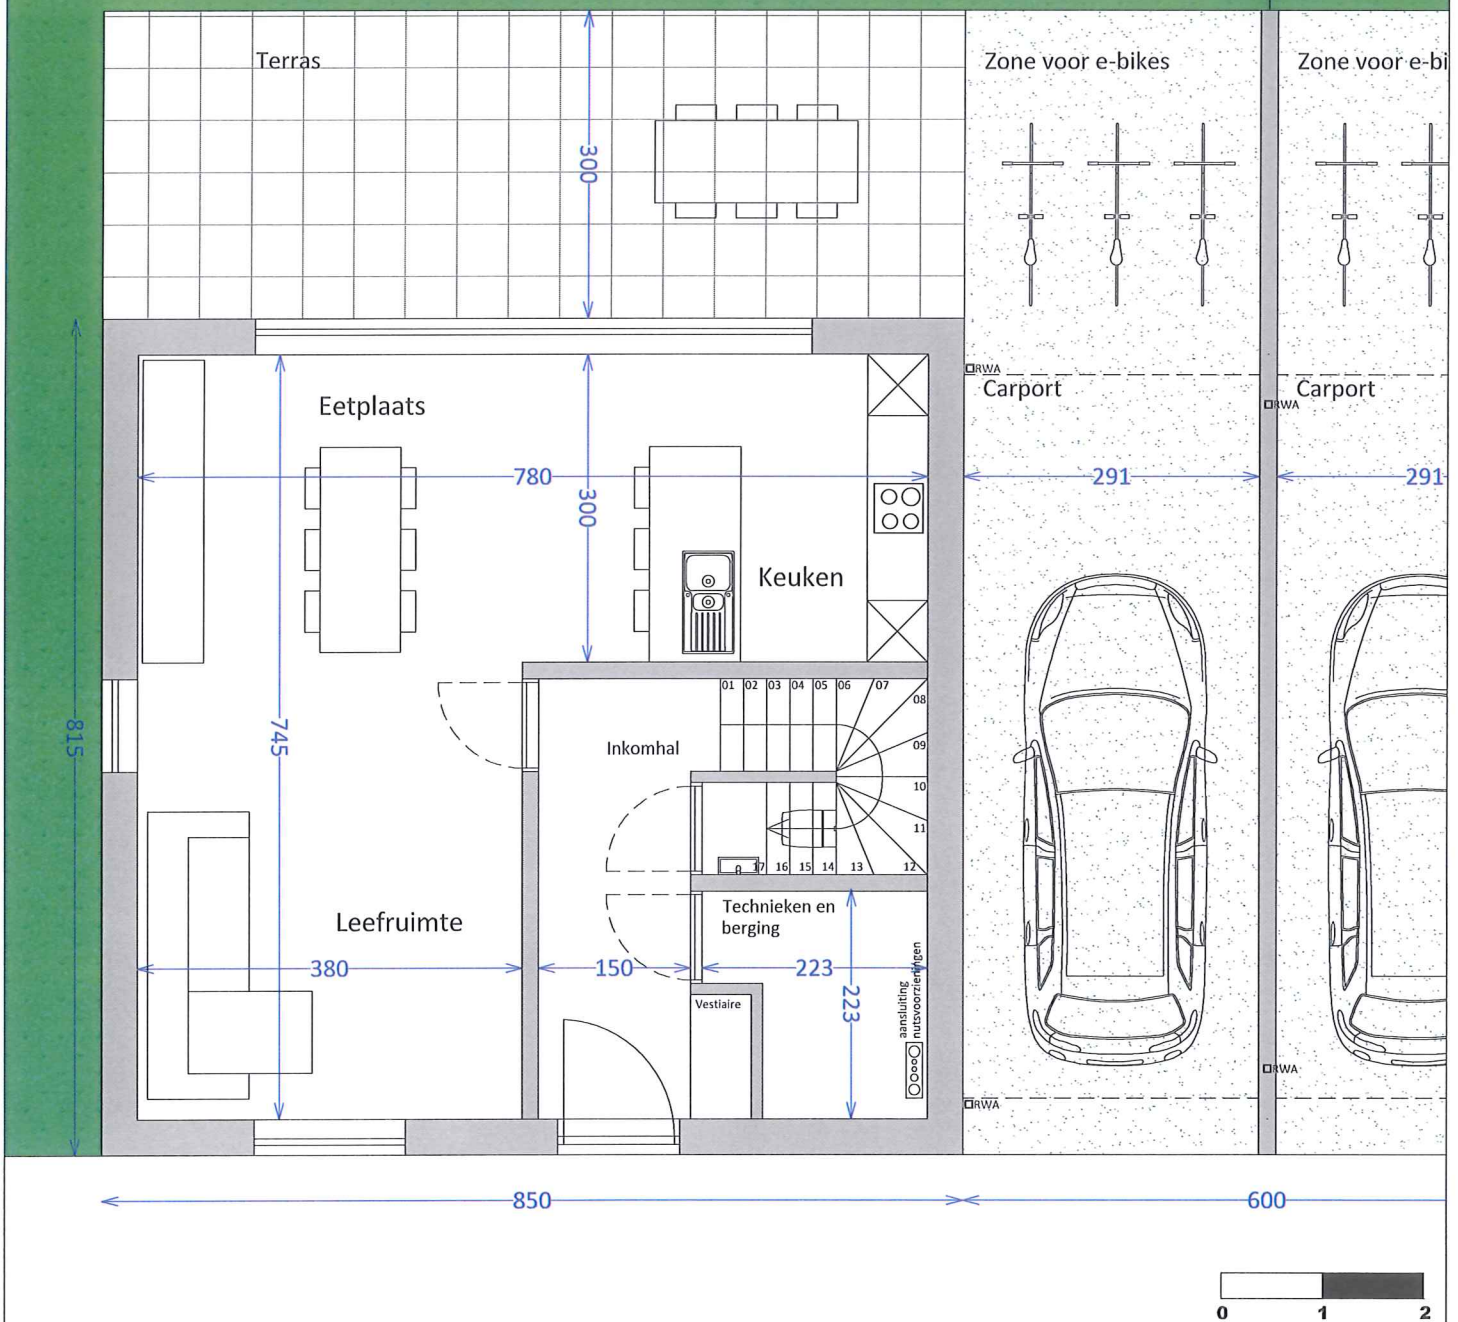 Terras
Zone voor e-bikes
Zone voor e-bi
300
RWA
Carport
RWA
Carport
Eetplaats
780
300
291
291
Keuken
01 02 03 04 05 06 07
08
09
10
11
12
13
14
15
16
17
815
745
Inkomhal
Technieken en
berging
Leefruimte
380
150
223
223
Vestiaire
aansluiting
nutsvoorzieningen
RWA
RWA
850
600
0 1 2